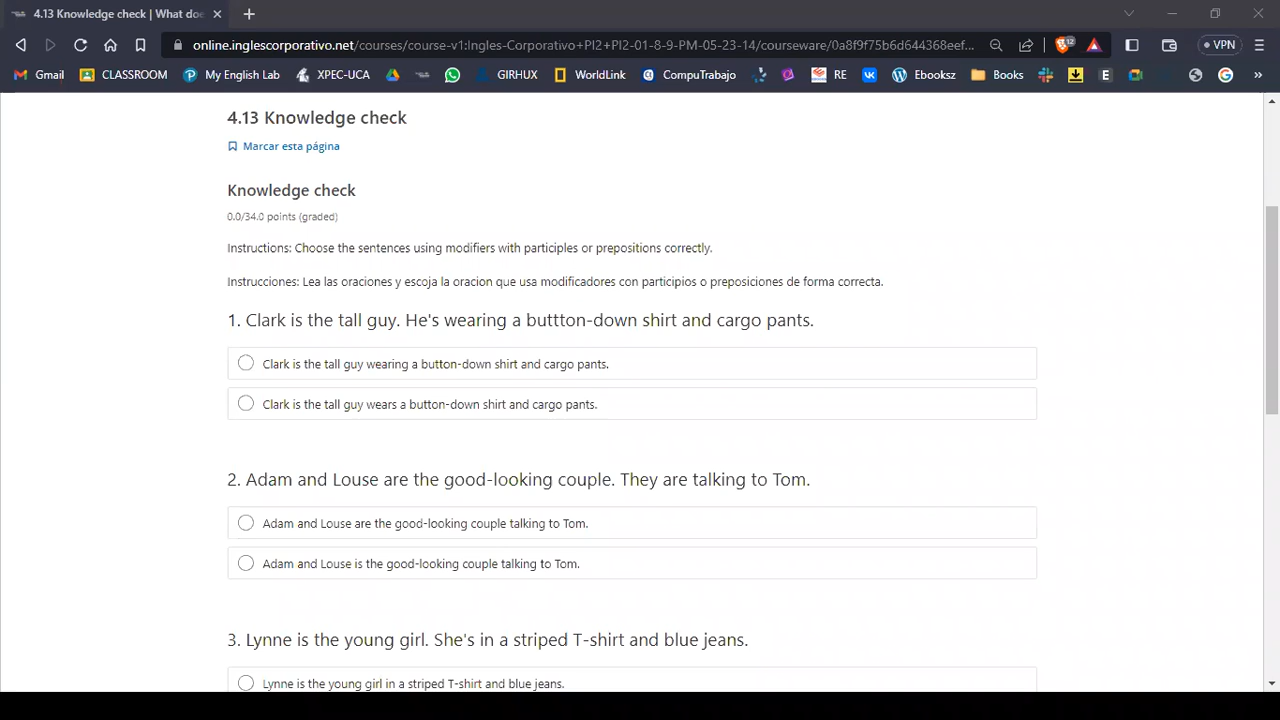 4.13 Knowledge check | What doe
online.inglescorporativo.net/courses/course-v1:Ingles-Corporativo+PI2+PI2-01-8-9-PM-05-23-14/courseware/0a8f9f75b6d644368eef...
12
VPN
Gmail CLASSROOM My English Lab XPEC-UCA GIRHUX WorldLink CompuTrabajo RE Ebooksz Books E »
4.13 Knowledge check
Marcar esta página
Knowledge check
0.0/34.0 points (graded)
Instructions: Choose the sentences using modifiers with participles or prepositions correctly.
Instrucciones: Lea las oraciones y escoja la oracion que usa modificadores con participios o preposiciones de forma correcta.
1. Clark is the tall guy. He's wearing a buttton-down shirt and cargo pants.
Clark is the tall guy wearing a button-down shirt and cargo pants.
Clark is the tall guy wears a button-down shirt and cargo pants.
2. Adam and Louse are the good-looking couple. They are talking to Tom.
Adam and Louse are the good-looking couple talking to Tom.
Adam and Louse is the good-looking couple talking to Tom.
3. Lynne is the young girl. She's in a striped T-shirt and blue jeans.
Lynne is the young girl in a striped T-shirt and blue jeans.